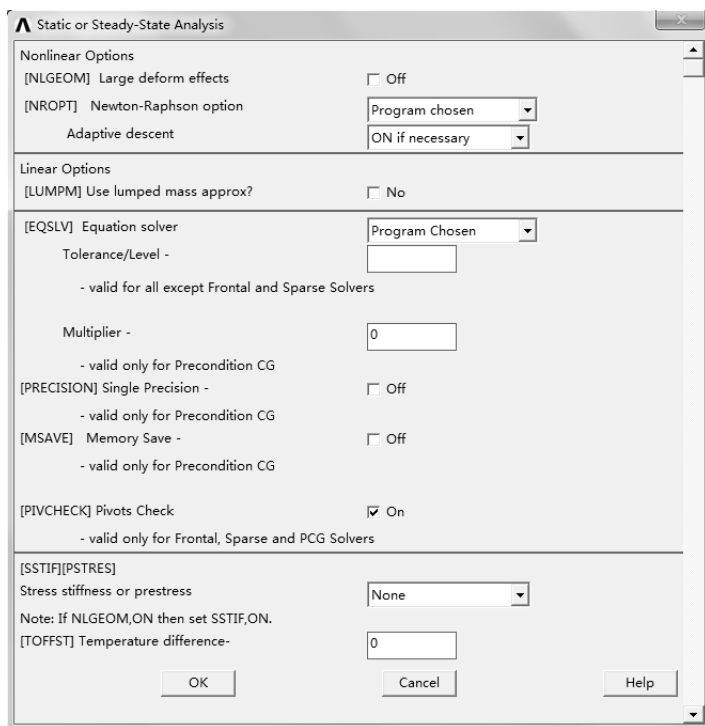 Static or Steady-State Analysis
Nonlinear Options
[NLGEOM] Large deform effects Off
[NROPT] Newton-Raphson option Program chosen
Adaptive descent ON if necessary
Linear Options
[LUMPM] Use lumped mass approx? No
[EQSLV] Equation solver Program Chosen
Tolerance/Level -
- valid for all except Frontal and Sparse Solvers
Multiplier - 0
- valid only for Precondition CG
[PRECISION] Single Precision - Off
- valid only for Precondition CG
[MSAVE] Memory Save - Off
- valid only for Precondition CG
[PIVCHECK] Pivots Check On
- valid only for Frontal, Sparse and PCG Solvers
[SSTIF][PSTRES]
Stress stiffness or prestress None
Note: If NLGEOM,ON then set SSTIF,ON.
[TOFFST] Temperature difference- 0
OK Cancel Help